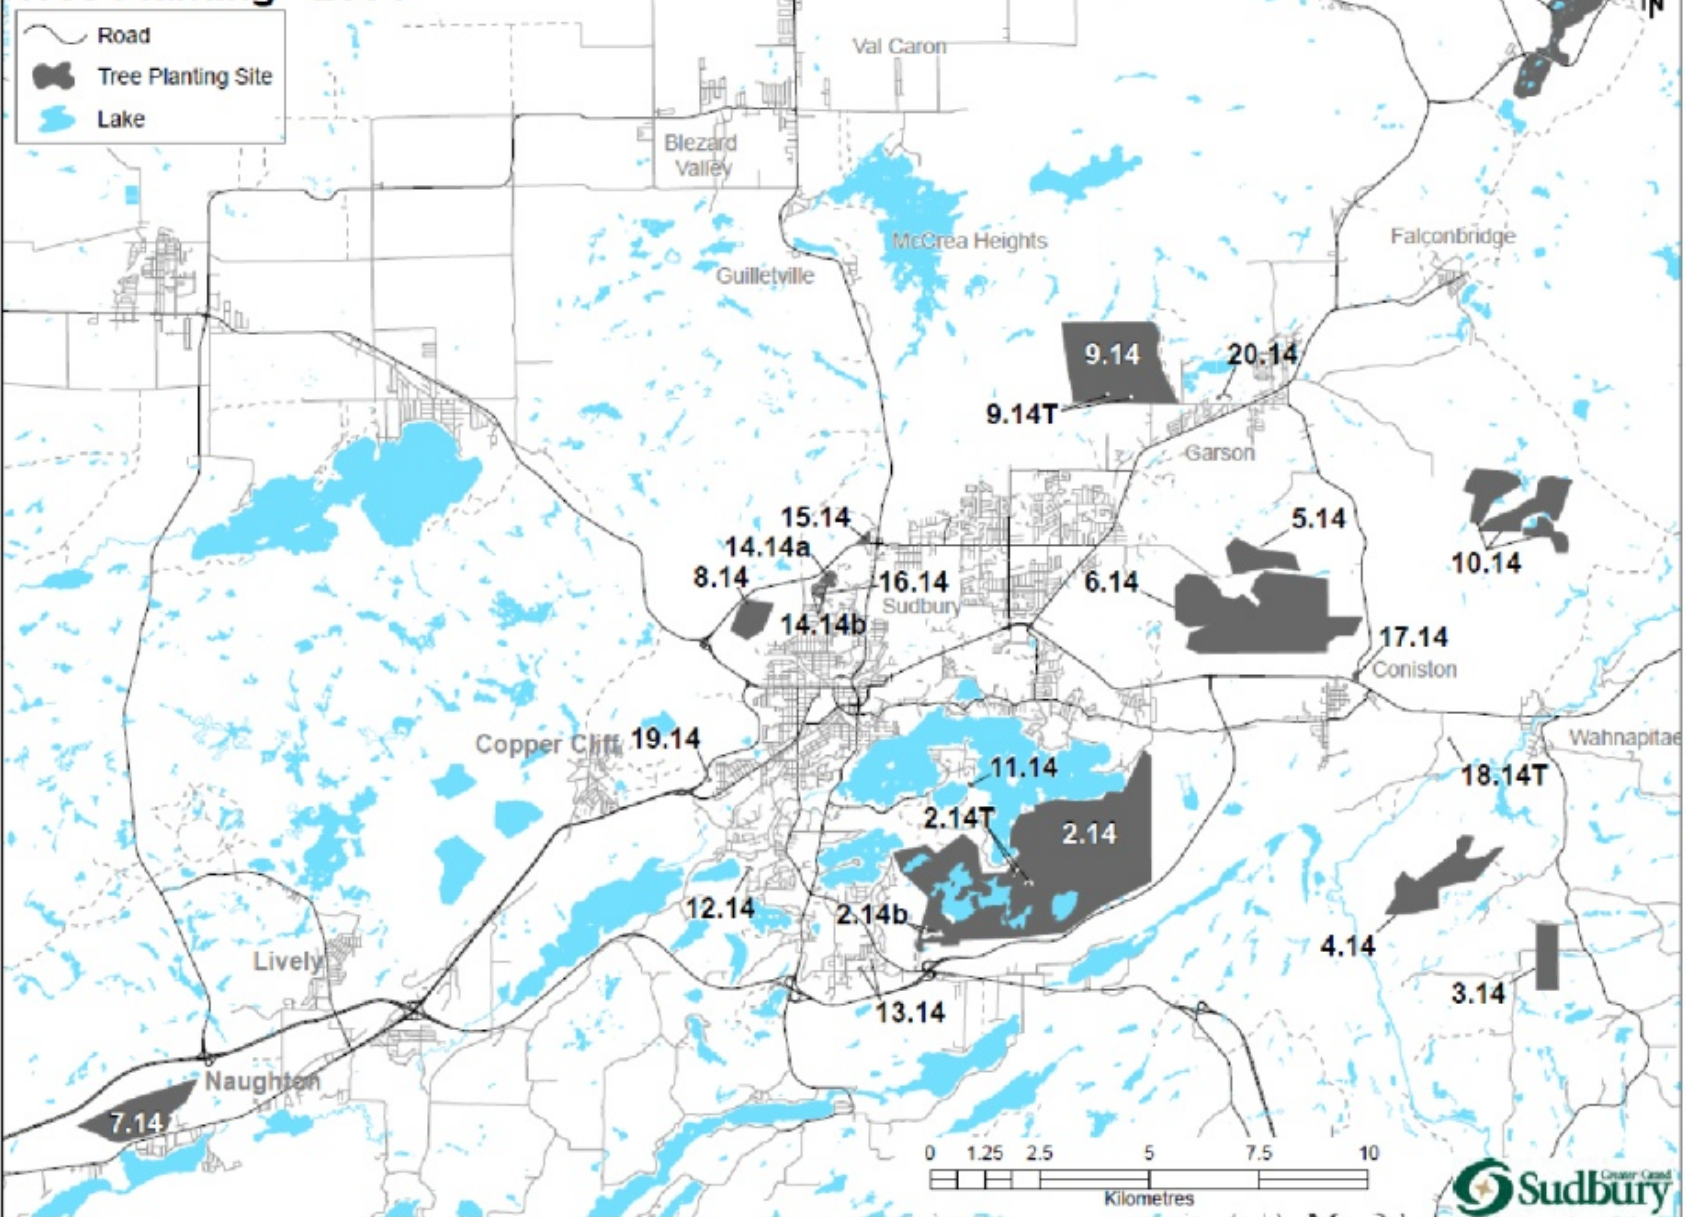 Road
Tree Planting Site
Lake
N
Val Caron
Blezard
Valley
McCrea Heights
Guilletville
Falconbridge
9.14
20.14
9.14T
Garson
15.14
5.14
14.14a
10.14
8.14
16.14
6.14
Sudbury
14.14b
17.14
Coniston
Copper Cliff
19.14
Wahnapitae
11.14
18.14T
2.14T
2.14
12.14
2.14b
4.14
Lively
3.14
13.14
Naughton
7.14
0 1.25 2.5 5 7.5 10
Kilometres
Greater Grand
Sudbury